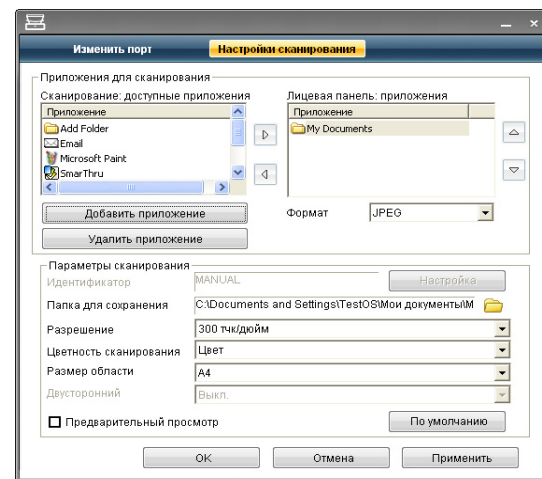 Изменить порт
Настройки сканирования
Приложения для сканирования
Сканирование: доступные приложения
Приложение
Add Folder
Email
Microsoft Paint
SmarThru
Лицевая панель: приложения
Приложение
My Documents
Добавить приложение
Удалить приложение
Формат JPEG
Параметры сканирования
Идентификатор MANUAL Настройка
Папка для сохранения C:\Documents and Settings\TestOS\Мои документы\M
Разрешение 300 тчк/дюйм
Цветность сканирования Цвет
Размер области A4
Двусторонний Выкл.
Предварительный просмотр По умолчанию
OK Отмена Применить